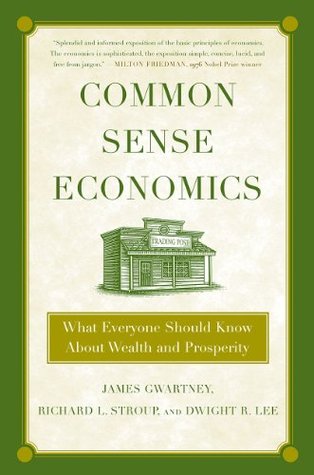 "Splendid and informed exposition of the basic principles of economics.
The economics is sophisticated, the exposition simple, concise, lucid, and
free from jargon." — MILTON FRIEDMAN, 1976 Nobel Prize winner
COMMON
SENSE
ECONOMICS
TRADING POST
What Everyone Should Know
About Wealth and Prosperity
JAMES GWARTNEY,
RICHARD L. STROUP, AND DWIGHT R. LEE